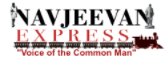 NAVJEEVAN
EXPRESS
"Voice of the Common Man"